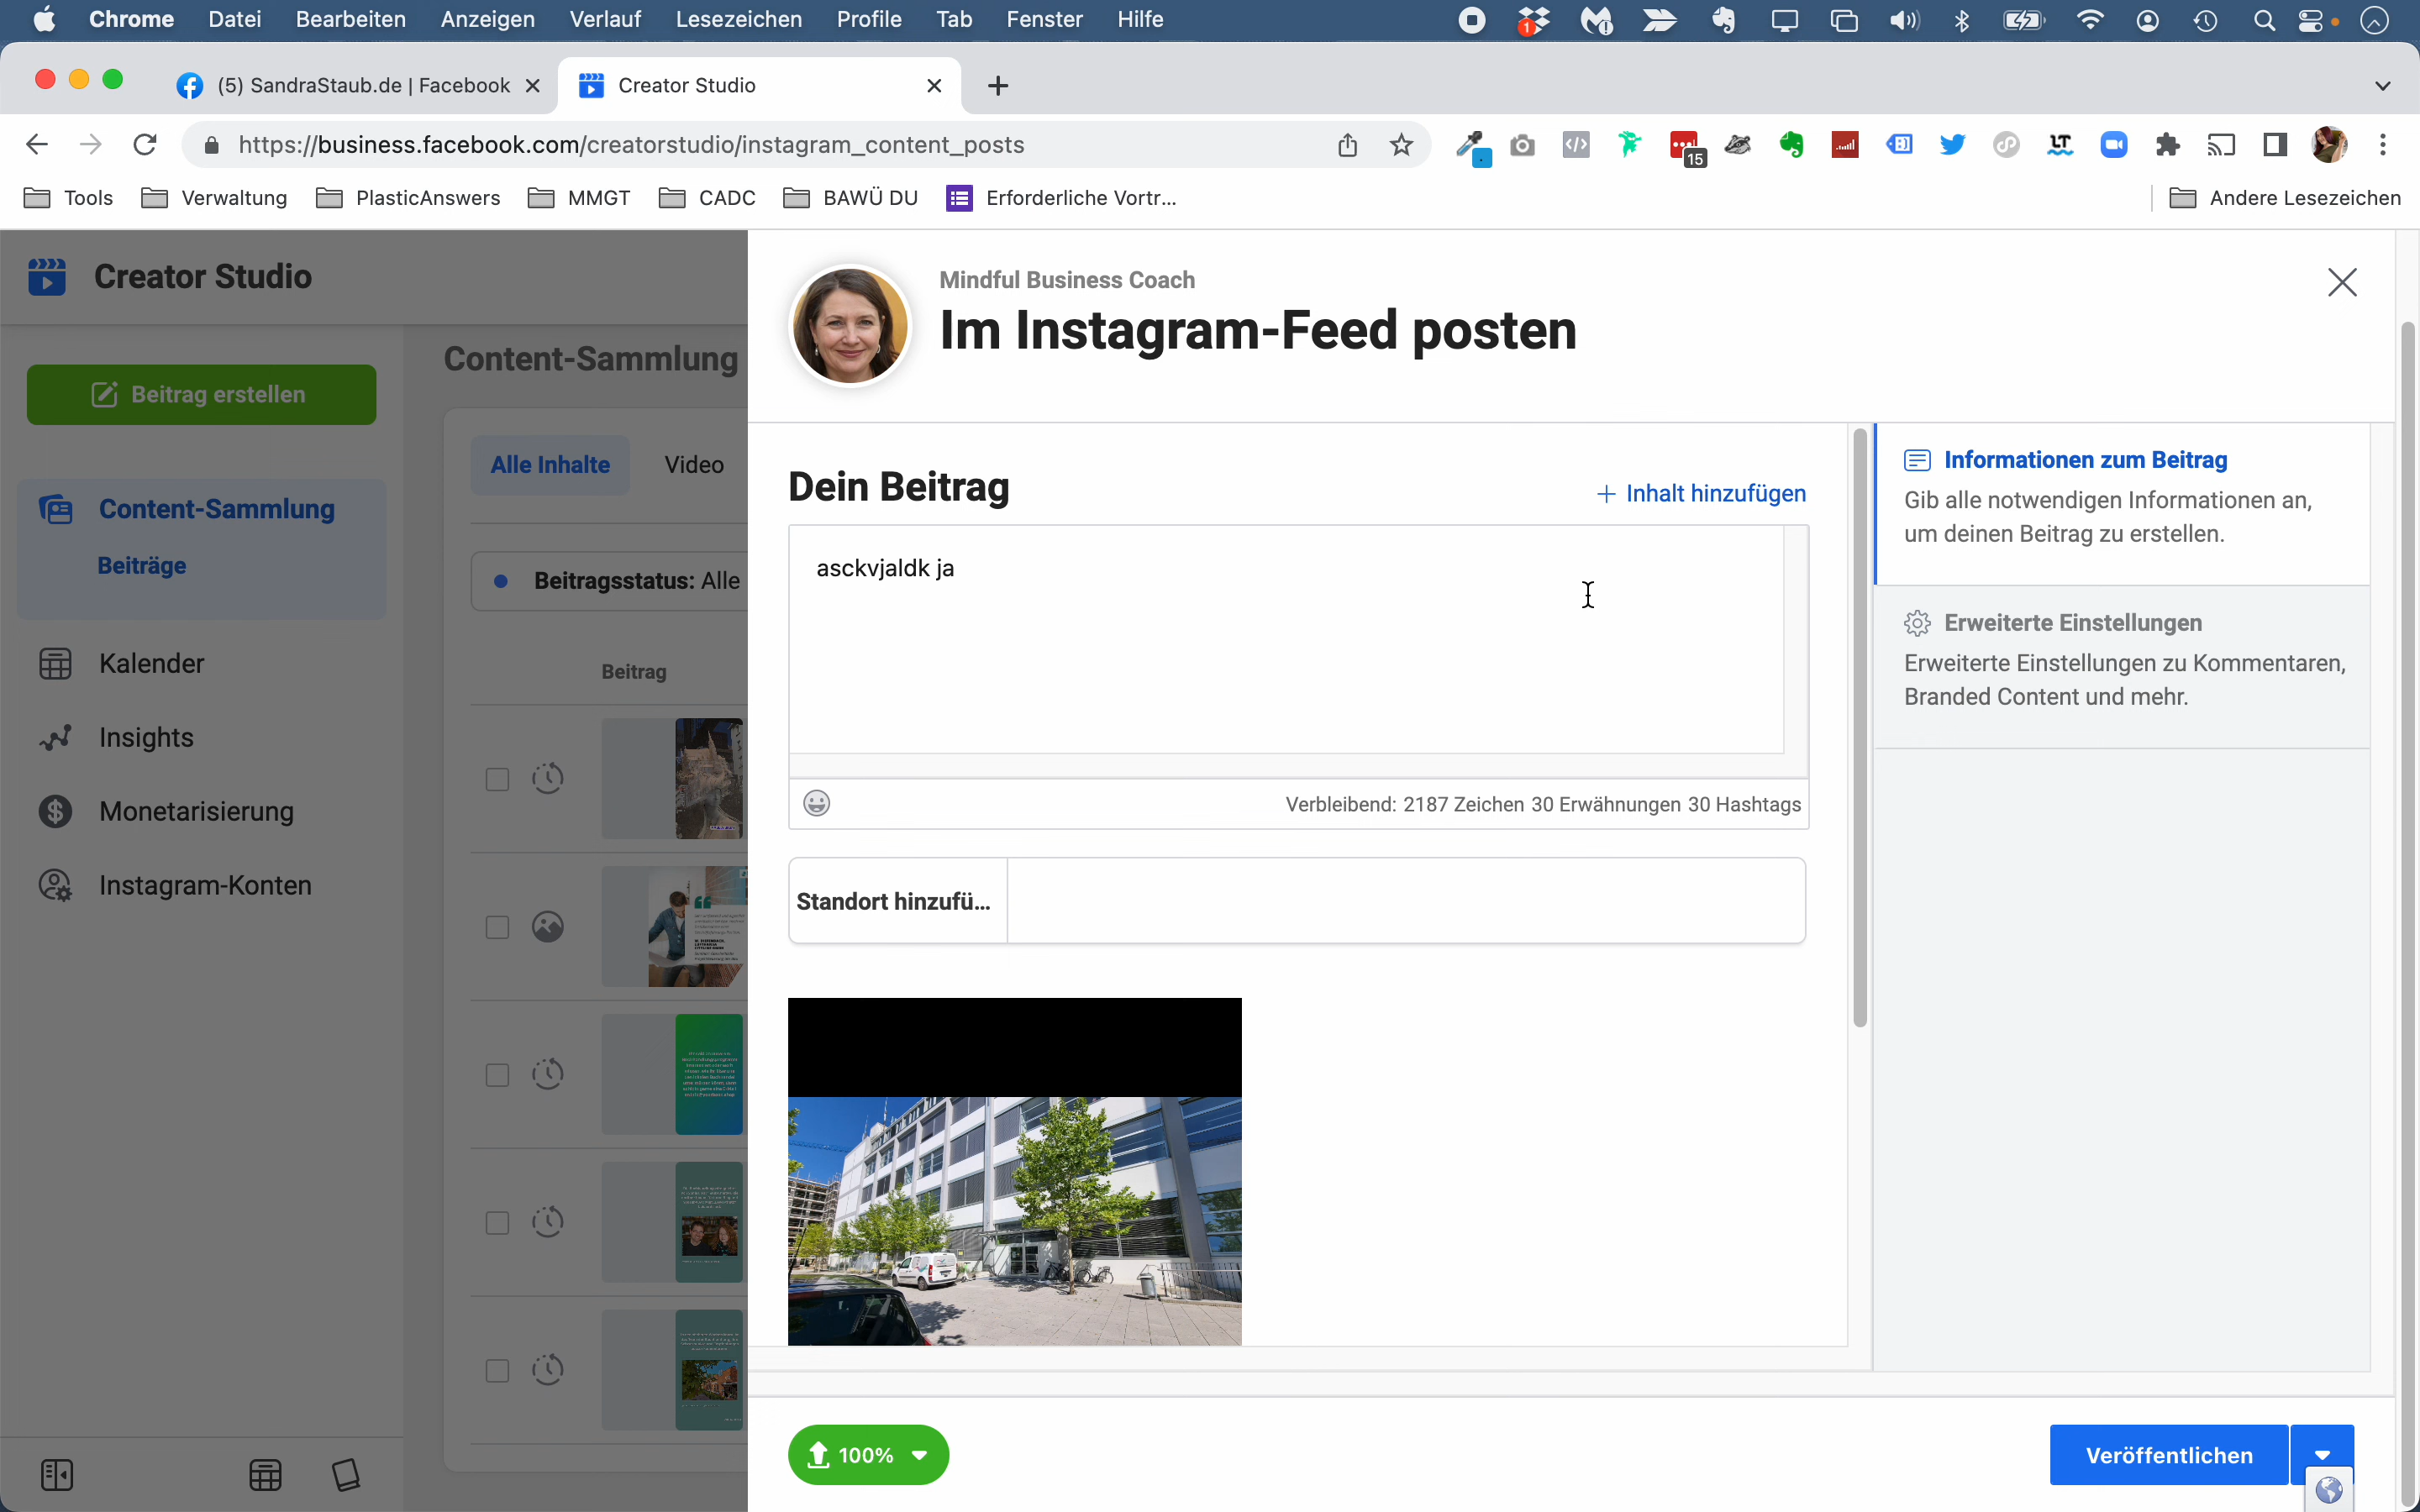 Chrome Datei Bearbeiten Anzeigen Verlauf Lesezeichen Profile Tab Fenster Hilfe
1
(5) SandraStaub.de | Facebook
Creator Studio
https://business.facebook.com/creatorstudio/instagram_content_posts
15
Tools
Verwaltung
PlasticAnswers
MMGT
CADC
BAWÜ DU
Erforderliche Vortr...
Andere Lesezeichen
Creator Studio
Beitrag erstellen
Content-Sammlung
Beiträge
Kalender
Insights
Monetarisierung
Instagram-Konten
Content-Sammlung
Alle Inhalte Video
Beitragsstatus: Alle
Beitrag
Mindful Business Coach
Im Instagram-Feed posten
Dein Beitrag
+ Inhalt hinzufügen
asckvjaldk ja
Verbleibend: 2187 Zeichen 30 Erwähnungen 30 Hashtags
Standort hinzufü...
Informationen zum Beitrag
Gib alle notwendigen Informationen an,
um deinen Beitrag zu erstellen.
Erweiterte Einstellungen
Erweiterte Einstellungen zu Kommentaren,
Branded Content und mehr.
100%
Veröffentlichen